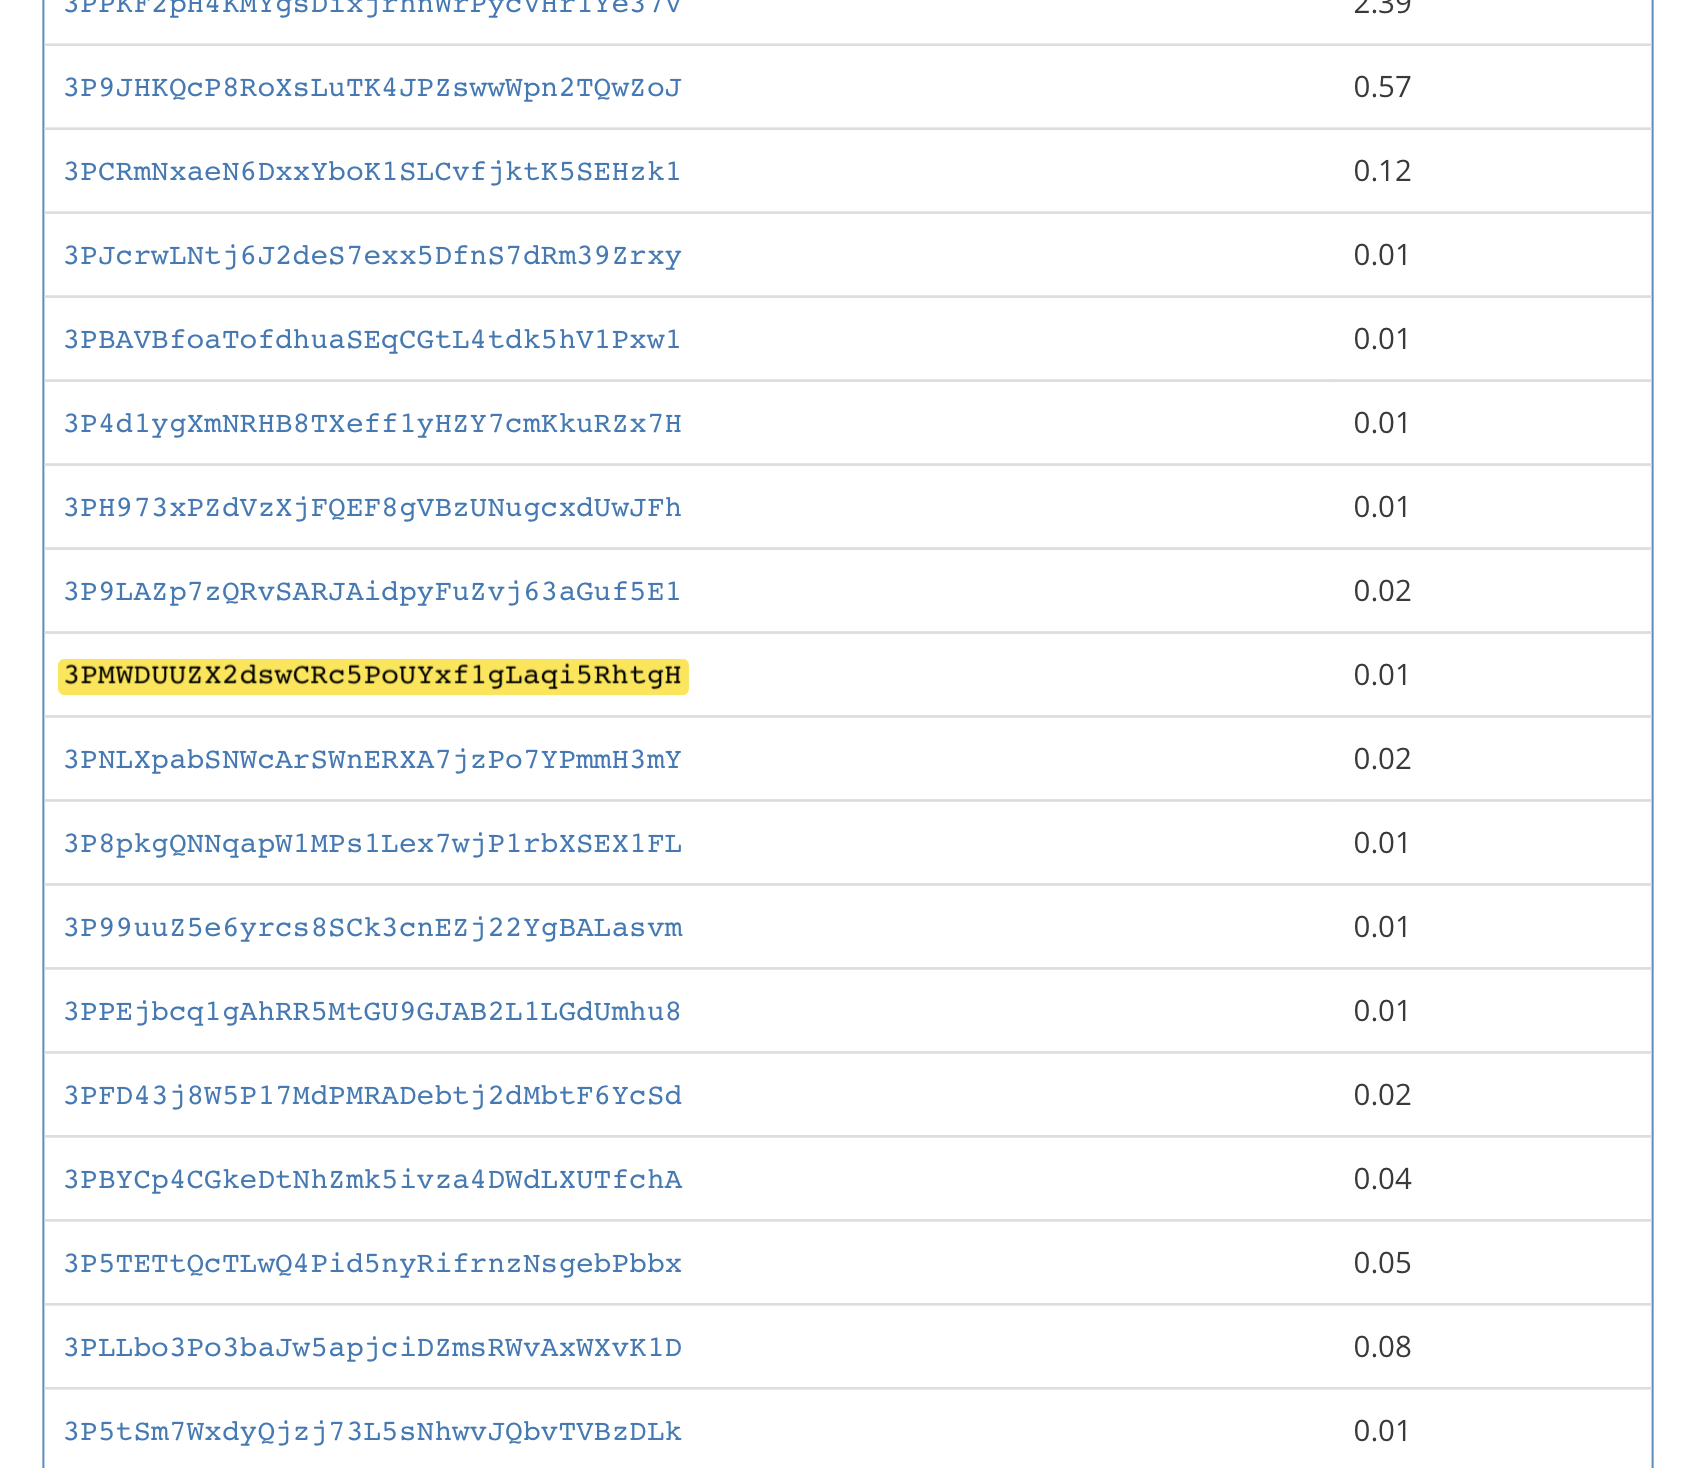 2.39
3P9JHKQcP8RoXsLuTK4JPZswwWpn2TQwZoJ 0.57
3PCRmNxaeN6DxxYboK1SLCvfjktK5SEHzk1 0.12
3PJcrwLNtj6J2deS7exx5DfnS7dRm39Zrxy 0.01
3PBAVBfoaTofdhuaSEqCGtL4tdk5hV1Pxw1 0.01
3P4d1ygXmNRHB8TXeff1yHZY7cmKkuRZx7H 0.01
3PH973xPZdVzXjFQEF8gVBzUNugcxdUwJFh 0.01
3P9LAZp7zQRvSARJAidpyFuZvj63aGuf5E1 0.02
3PMWDUUZX2dswCRc5PoUYxf1gLaqi5RhtgH 0.01
3PNLXpabSNWcArSWnERXA7jzPo7YPmmH3mY 0.02
3P8pkgQNNqapW1MPs1Lex7wjP1rbXSEX1FL 0.01
3P99uuZ5e6yrcs8SCk3cnEZj22YgBALasvm 0.01
3PPEjbcq1gAhRR5MtGU9GJAB2L1LGdUmhu8 0.01
3PFD43j8W5P17MdPMRADebtj2dMbtF6YcSd 0.02
3PBYCp4CGkeDtNhZmk5ivza4DWdLXUTfchA 0.04
3P5TETtQcTLwQ4Pid5nyRifrnzNsgebPbbx 0.05
3PLLbo3Po3baJw5apjciDZmsRWvAxWXvK1D 0.08
3P5tSm7WxdyQjzj73L5sNhwvJQbvTVBzDLk 0.01